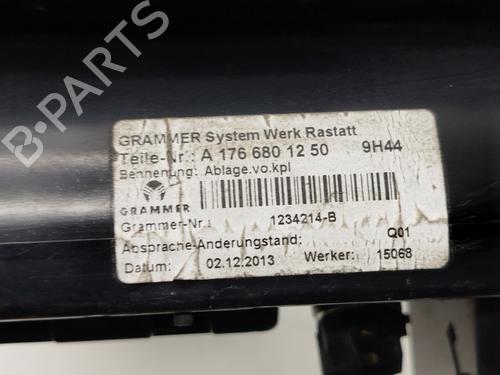 GRAMMER System Werk Rastatt
Teile-Nr.: A 176 680 12 50 9H44
Bennenung: Ablage.vo.kpl
GRAMMER
Grammer-Nr.: 1234214-B
Absprache-Anderungstand: Q01
Datum: 02.12.2013 Werker: 15068
B-PARTS